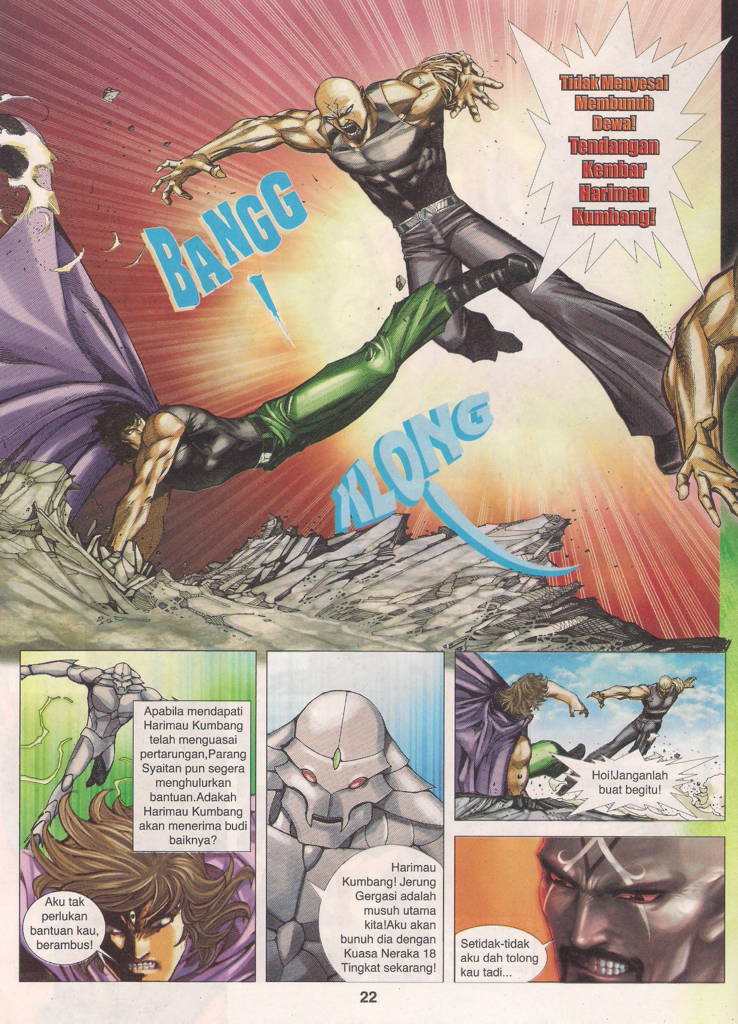 Tidak Menyesal
Membunuh
Dewa!
Tendangan
Kembar
Harimau
Kumbang!
BANGG
!
KLONG
Apabila mendapati
Harimau Kumbang
telah menguasai
pertarungan,Parang
Syaitan pun segera
menghulurkan
bantuan.Adakah
Harimau Kumbang
akan menerima budi
baiknya?
Aku tak
perlukan
bantuan kau,
berambus!
Harimau
Kumbang! Jerung
Gergasi adalah
musuh utama
kita!Aku akan
bunuh dia dengan
Kuasa Neraka 18
Tingkat sekarang!
Hoi!Janganlah
buat begitu!
Setidak-tidak
aku dah tolong
kau tadi...
22